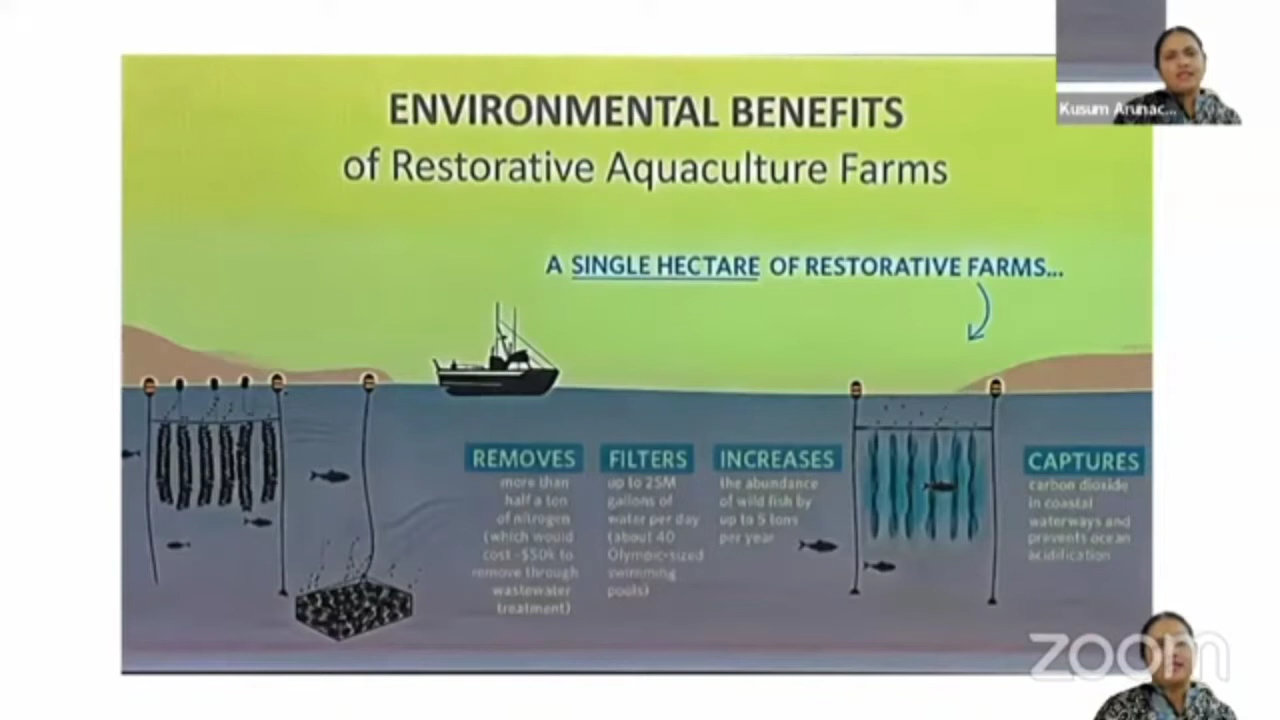 ENVIRONMENTAL BENEFITS
of Restorative Aquaculture Farms
Kusum Arunac...
A SINGLE HECTARE OF RESTORATIVE FARMS...
REMOVES
more than
half a ton
of nitrogen
(which would
cost ~$50k to
remove through
wastewater
treatment)
FILTERS
up to 25M
gallons of
water per day
(about 40
Olympic-sized
swimming
pools)
INCREASES
the abundance
of wild fish by
up to 5 tons
per year
CAPTURES
carbon dioxide
in coastal
waterways and
prevents ocean
acidification
zoom